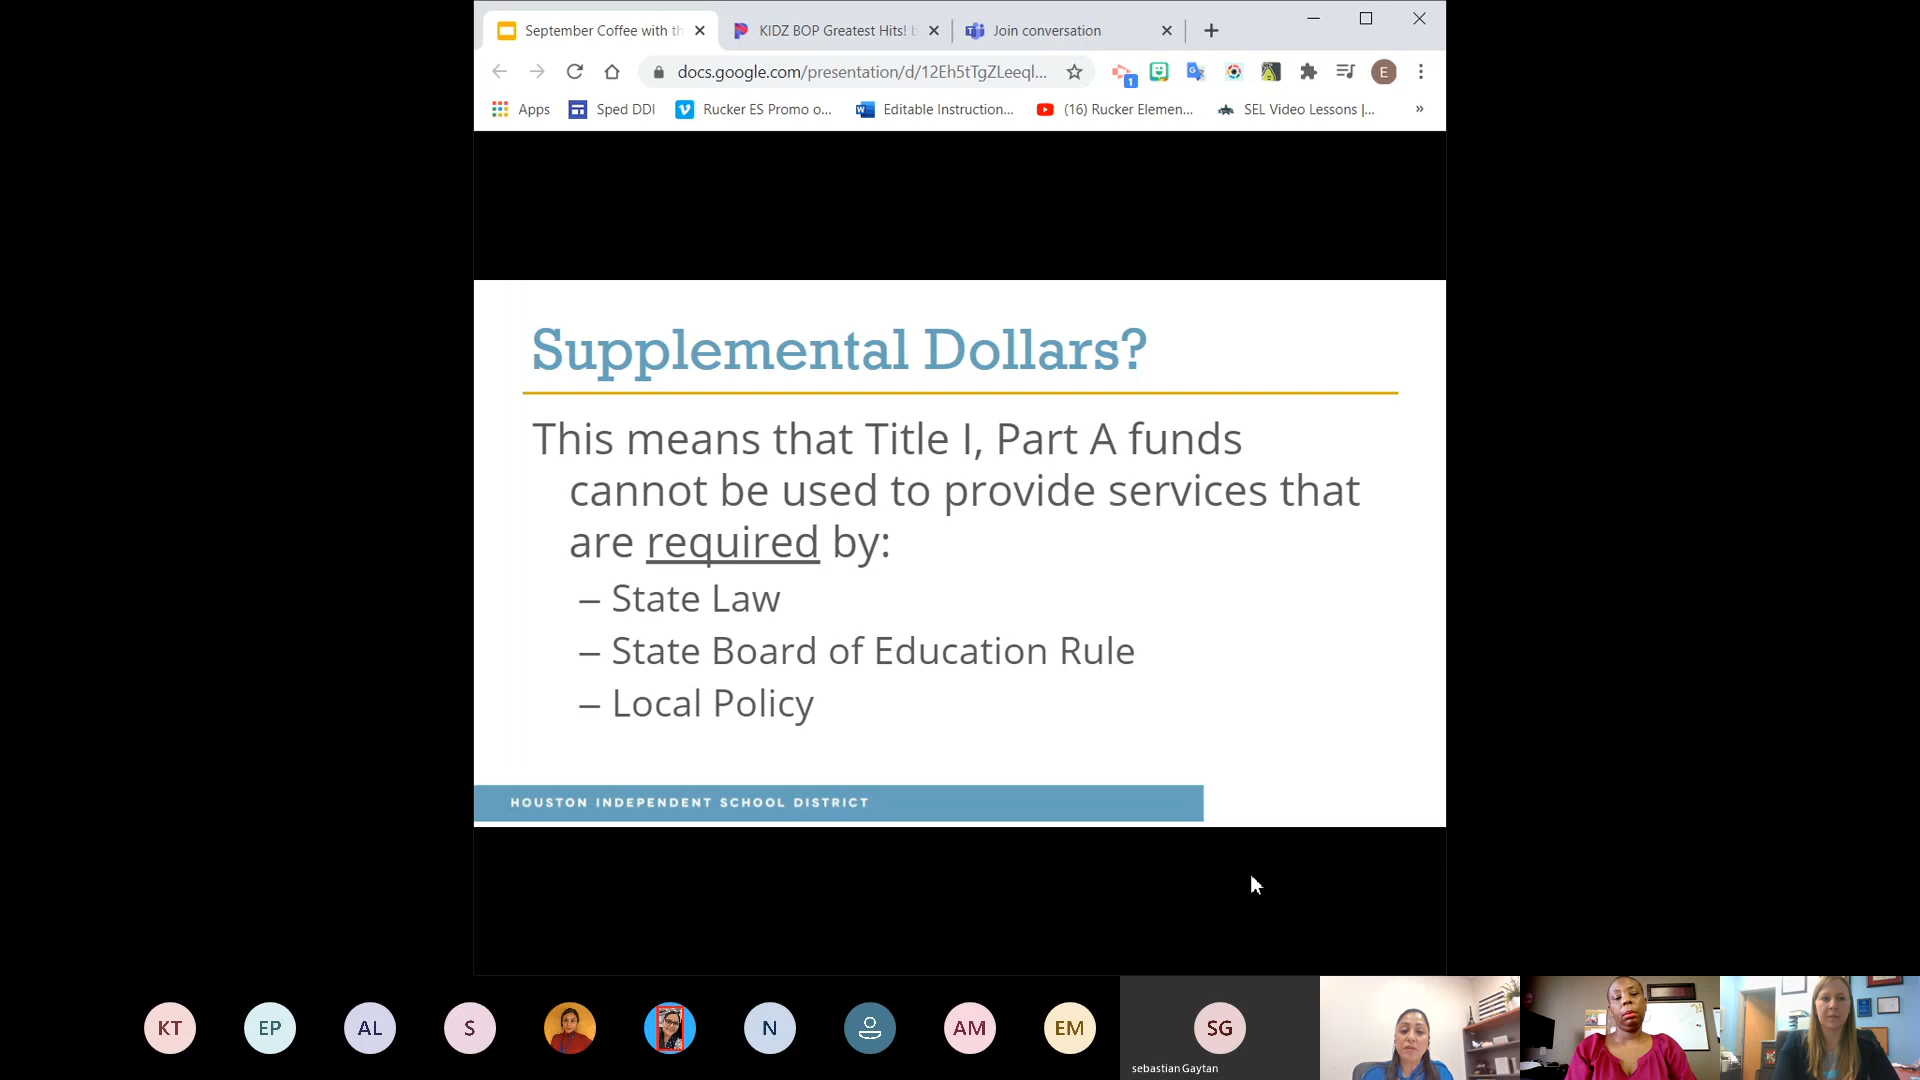 September Coffee with th
KIDZ BOP Greatest Hits! b
Join conversation
docs.google.com/presentation/d/12Eh5tTgZLeeql...
1
E
Apps
Sped DDI
Rucker ES Promo o...
Editable Instruction...
(16) Rucker Elemen...
SEL Video Lessons |...
»
Supplemental Dollars?
This means that Title I, Part A funds
cannot be used to provide services that
are required by:
– State Law
– State Board of Education Rule
– Local Policy
HOUSTON INDEPENDENT SCHOOL DISTRICT
KT
EP
AL
S
N
AM
EM
SG
sebastian Gaytan